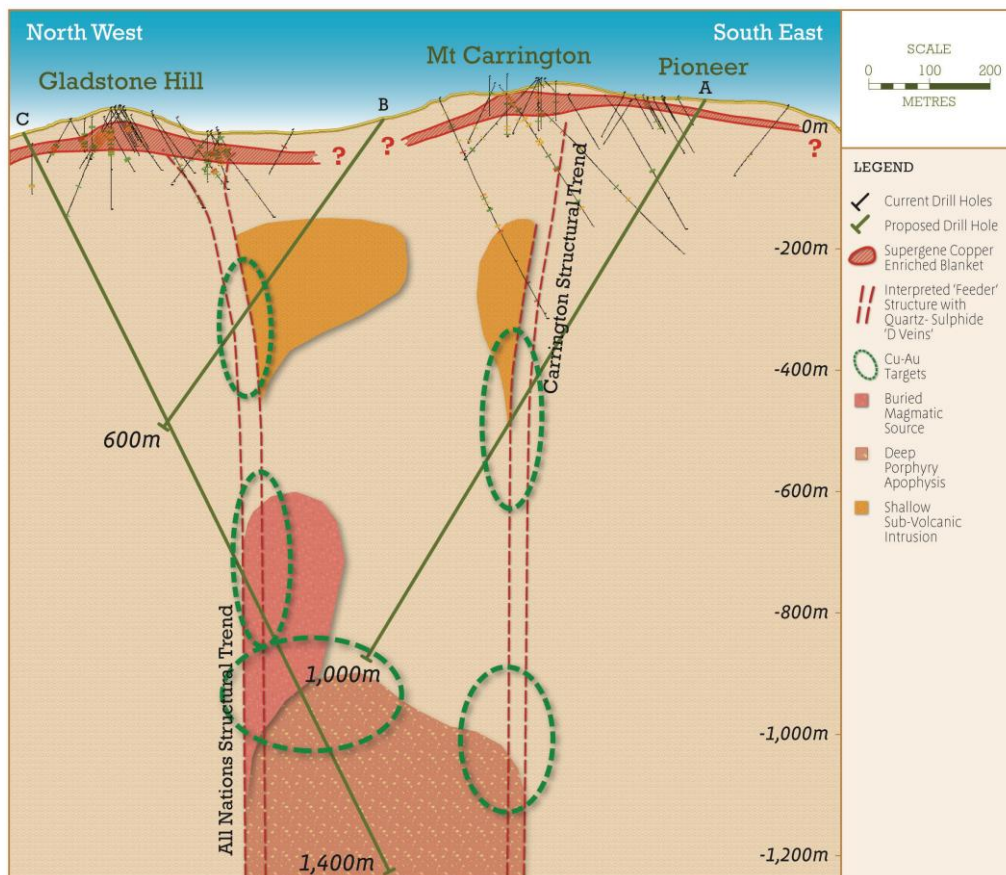 North West
South East
Gladstone Hill
Mt Carrington
Pioneer
C
B
A
?
?
?
0m
-200m
-400m
-600m
-800m
-1,000m
-1,200m
Carrington Structural Trend
All Nations Structural Trend
600m
1,000m
1,400m
SCALE
0 100 200
METRES
LEGEND
Current Drill Holes
Proposed Drill Hole
Supergene Copper
Enriched Blanket
Interpreted 'Feeder'
Structure with
Quartz- Sulphide
'D Veins'
Cu-Au
Targets
Buried
Magmatic
Source
Deep
Porphyry
Apophysis
Shallow
Sub-Volcanic
Intrusion